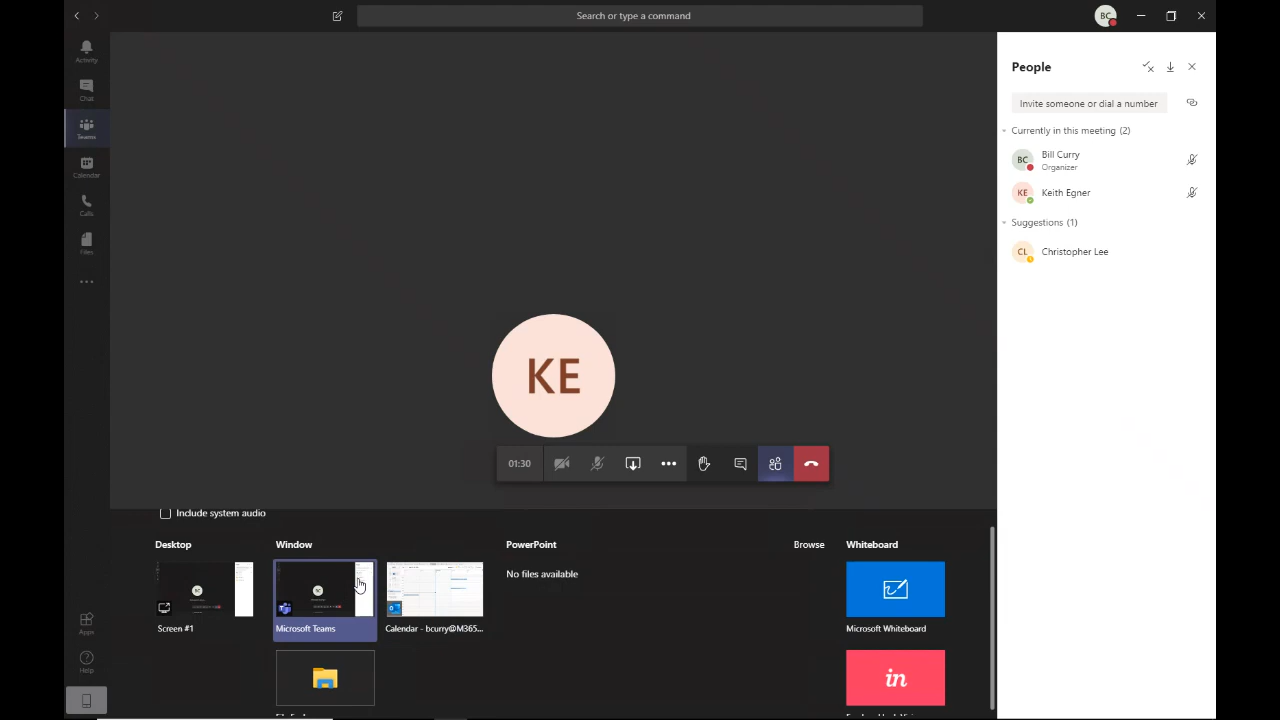 Search or type a command
BC
Activity
Chat
Teams
Calendar
Calls
Files
Apps
Help
KE
01:30
Include system audio
Desktop
Window
PowerPoint
Browse
Whiteboard
No files available
Screen #1
Microsoft Teams
Calendar - bcurry@M365...
Microsoft Whiteboard
in
People
Invite someone or dial a number
Currently in this meeting (2)
BC
Bill Curry
Organizer
KE
Keith Egner
Suggestions (1)
CL
Christopher Lee